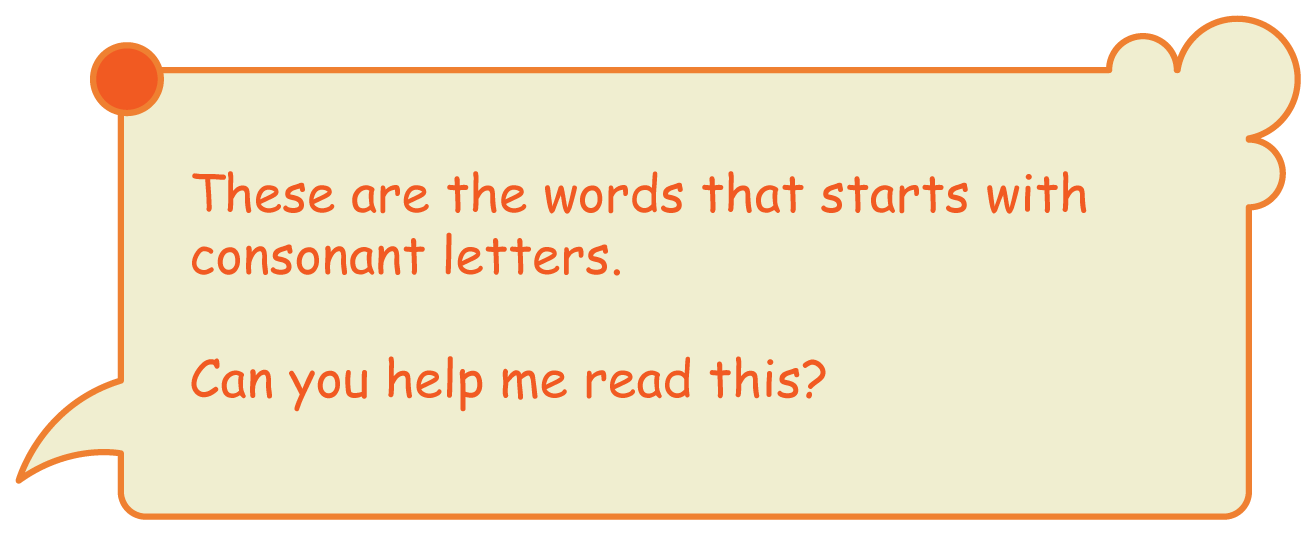 These are the words that starts with
consonant letters.
Can you help me read this?